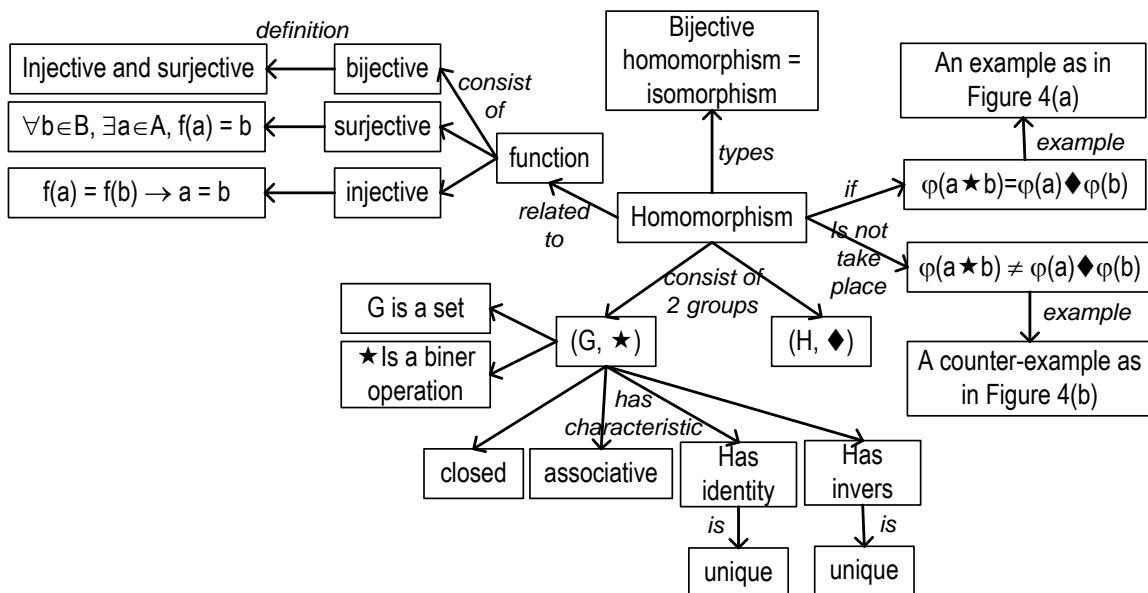 definition
Injective and surjective
bijective
∀b∈B, ∃a∈A, f(a) = b
surjective
f(a) = f(b) → a = b
injective
consist
of
function
related
to
Bijective
homomorphism =
isomorphism
types
Homomorphism
An example as in
Figure 4(a)
example
if
φ(a★b)=φ(a)♦φ(b)
Is not
take
place
φ(a★b) ≠ φ(a)♦φ(b)
example
A counter-example as
in Figure 4(b)
consist of
2 groups
G is a set
★Is a biner
operation
(G, ★)
(H, ♦)
has
characteristic
closed
associative
Has
identity
Has
invers
is
is
unique
unique